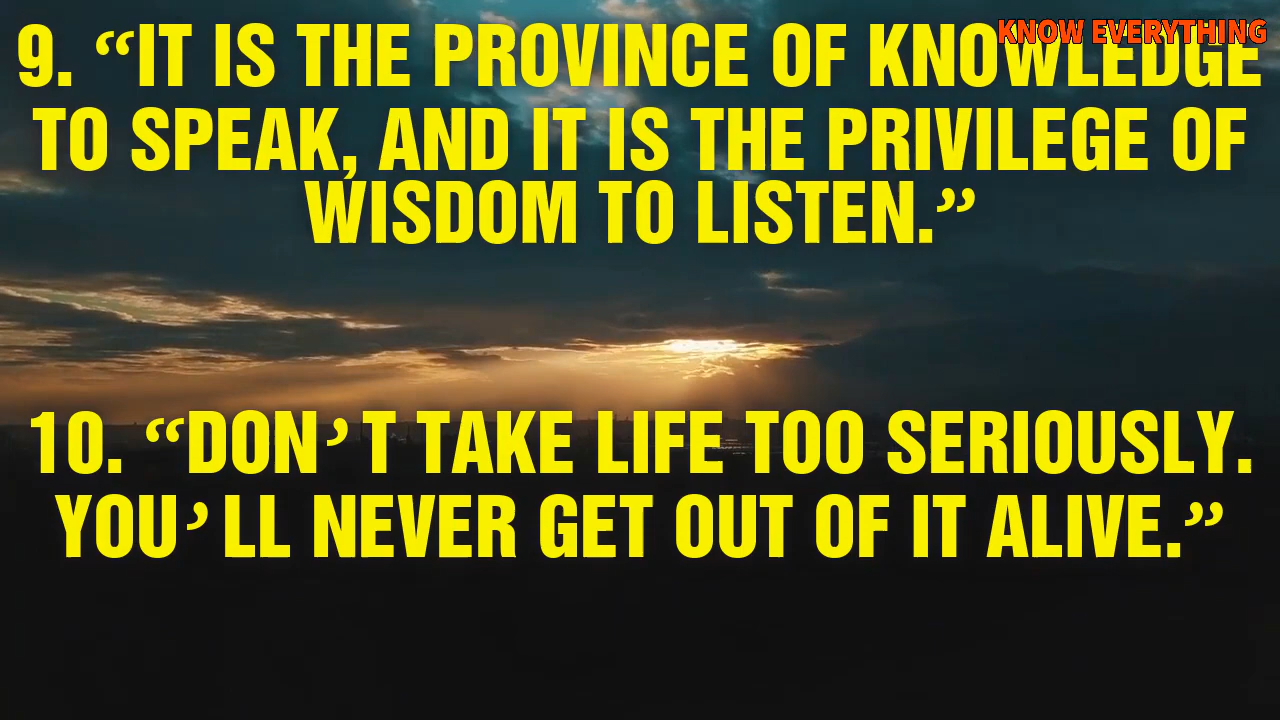 KNOW EVERYTHING
9. “IT IS THE PROVINCE OF KNOWLEDGE
TO SPEAK, AND IT IS THE PRIVILEGE OF
WISDOM TO LISTEN.”
10. “DON’T TAKE LIFE TOO SERIOUSLY.
YOU’LL NEVER GET OUT OF IT ALIVE.”